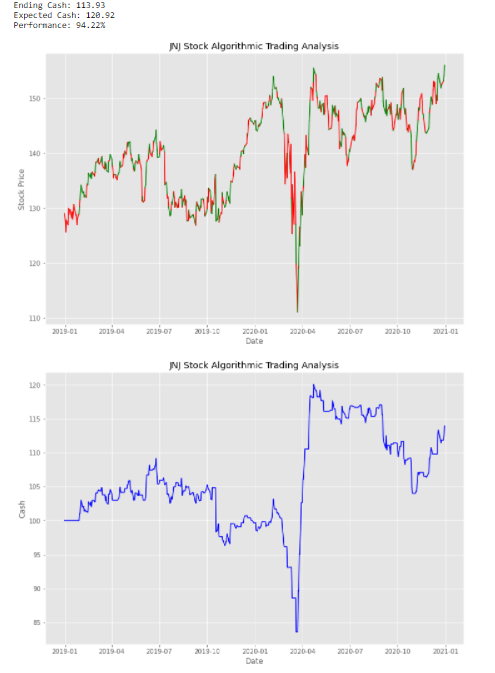 Ending Cash: 113.93
Expected Cash: 120.92
Performance: 94.22%
JNJ Stock Algorithmic Trading Analysis
150
140
130
120
110
Stock Price
2019-01 2019-04 2019-07 2019-10 2020-01 2020-04 2020-07 2020-10 2021-01
Date
JNJ Stock Algorithmic Trading Analysis
120
115
110
105
100
95
90
85
Cash
2019-01 2019-04 2019-07 2019-10 2020-01 2020-04 2020-07 2020-10 2021-01
Date